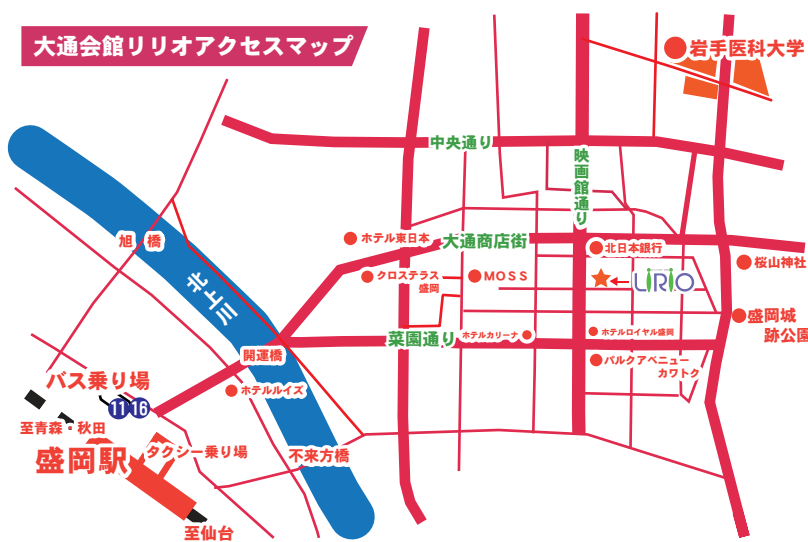 大通会館リリオアクセスマップ
岩手医科大学
中央通り
映画館通り
旭橋
ホテル東日本
大通商店街
北日本銀行
桜山神社
クロステラス
盛岡
MOSS
LiRiO
北上川
盛岡城
跡公園
菜園通り
ホテルカリーナ
ホテルロイヤル盛岡
開運橋
パルクアベニュー
カワトク
バス乗り場
ホテルルイズ
11 16
至青森・秋田
盛岡駅
タクシー乗り場
不来方橋
至仙台